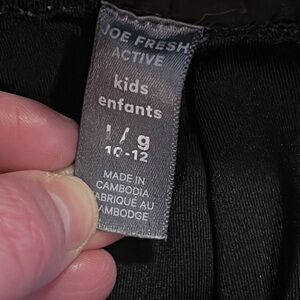 JOE FRESH
ACTIVE
kids
enfants
l/g
10-12
MADE IN
CAMBODIA
FABRIQUÉ AU
CAMBODGE